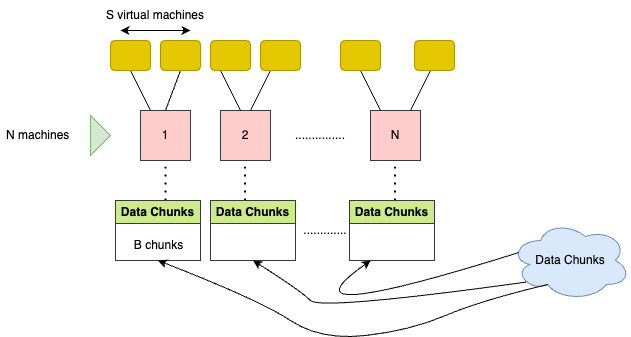 S virtual machines
N machines
1
2
...............
N
Data Chunks
Data Chunks
Data Chunks
B chunks
.............
Data Chunks